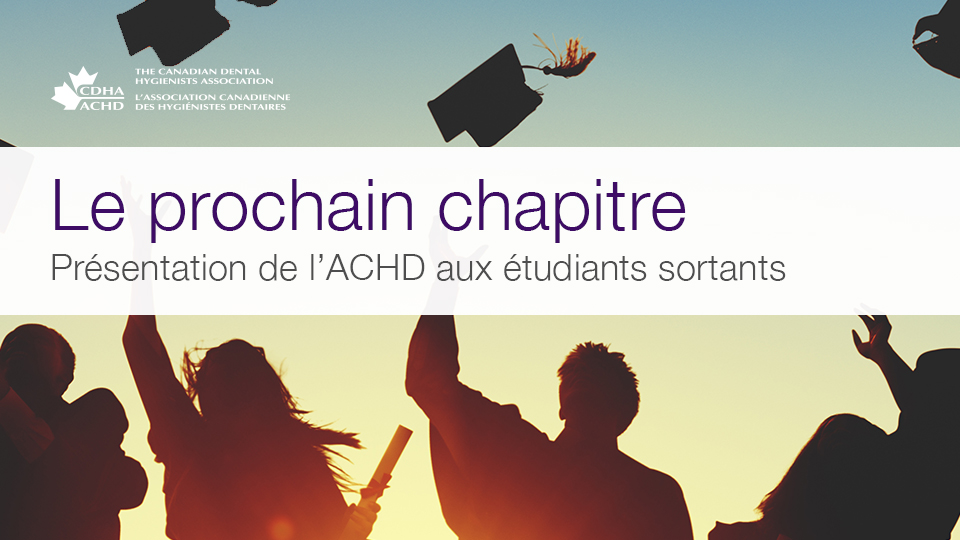 CDHA
ACHD
THE CANADIAN DENTAL
HYGIENISTS ASSOCIATION
L'ASSOCIATION CANADIENNE
DES HYGIÉNISTES DENTAIRES
Le prochain chapitre
Présentation de l’ACHD aux étudiants sortants